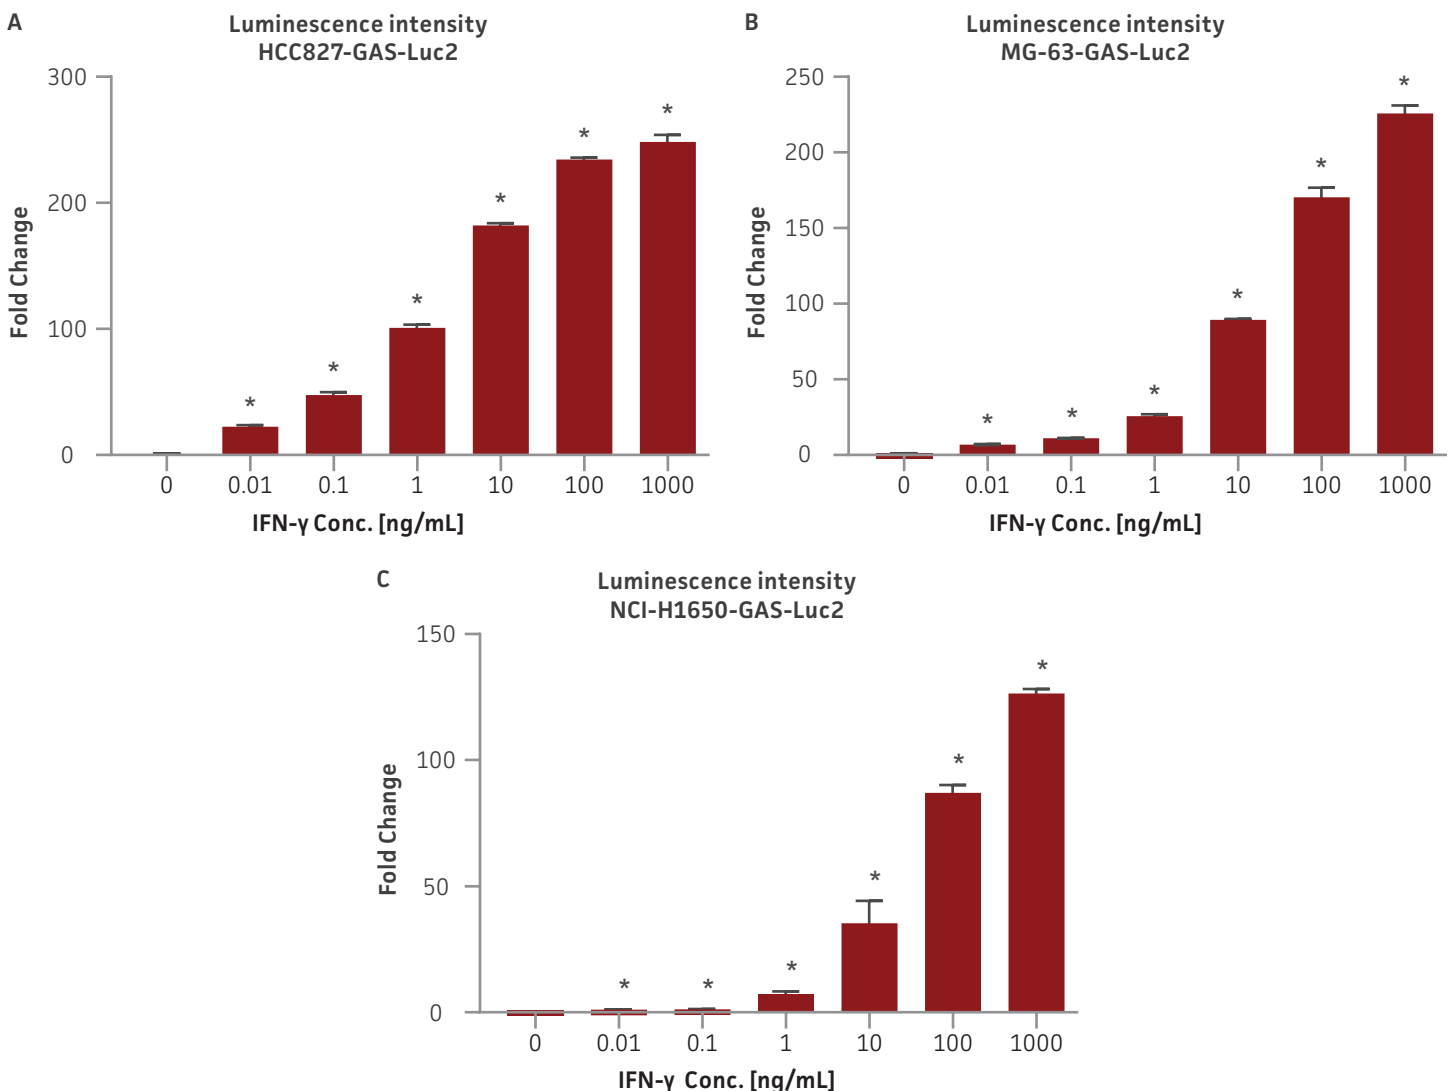 A
Luminescence intensity
HCC827-GAS-Luc2
300
200
100
0
Fold Change
*
*
*
*
*
*
0 0.01 0.1 1 10 100 1000
IFN-γ Conc. [ng/mL]
B
Luminescence intensity
MG-63-GAS-Luc2
250
200
150
100
50
0
Fold Change
*
*
*
*
*
*
0 0.01 0.1 1 10 100 1000
IFN-γ Conc. [ng/mL]
C
Luminescence intensity
NCI-H1650-GAS-Luc2
150
100
50
0
Fold Change
*
*
*
*
*
*
0 0.01 0.1 1 10 100 1000
IFN-γ Conc. [ng/mL]